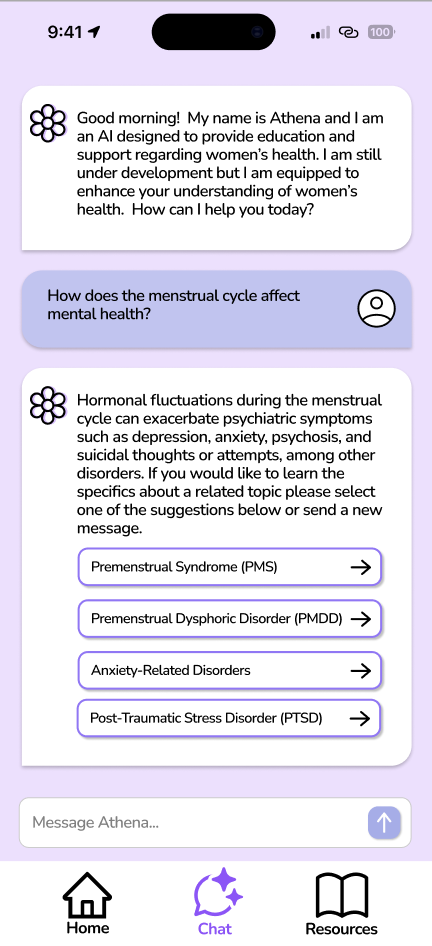 9:41
100
Good morning!  My name is Athena and I am
an AI designed to provide education and
support regarding women’s health. I am still
under development but I am equipped to
enhance your understanding of women’s
health.  How can I help you today?
How does the menstrual cycle affect
mental health?
Hormonal fluctuations during the menstrual
cycle can exacerbate psychiatric symptoms
such as depression, anxiety, psychosis, and
suicidal thoughts or attempts, among other
disorders. If you would like to learn the
specifics about a related topic please select
one of the suggestions below or send a new
message.
Premenstrual Syndrome (PMS)
Premenstrual Dysphoric Disorder (PMDD)
Anxiety-Related Disorders
Post-Traumatic Stress Disorder (PTSD)
Message Athena...
Home
Chat
Resources